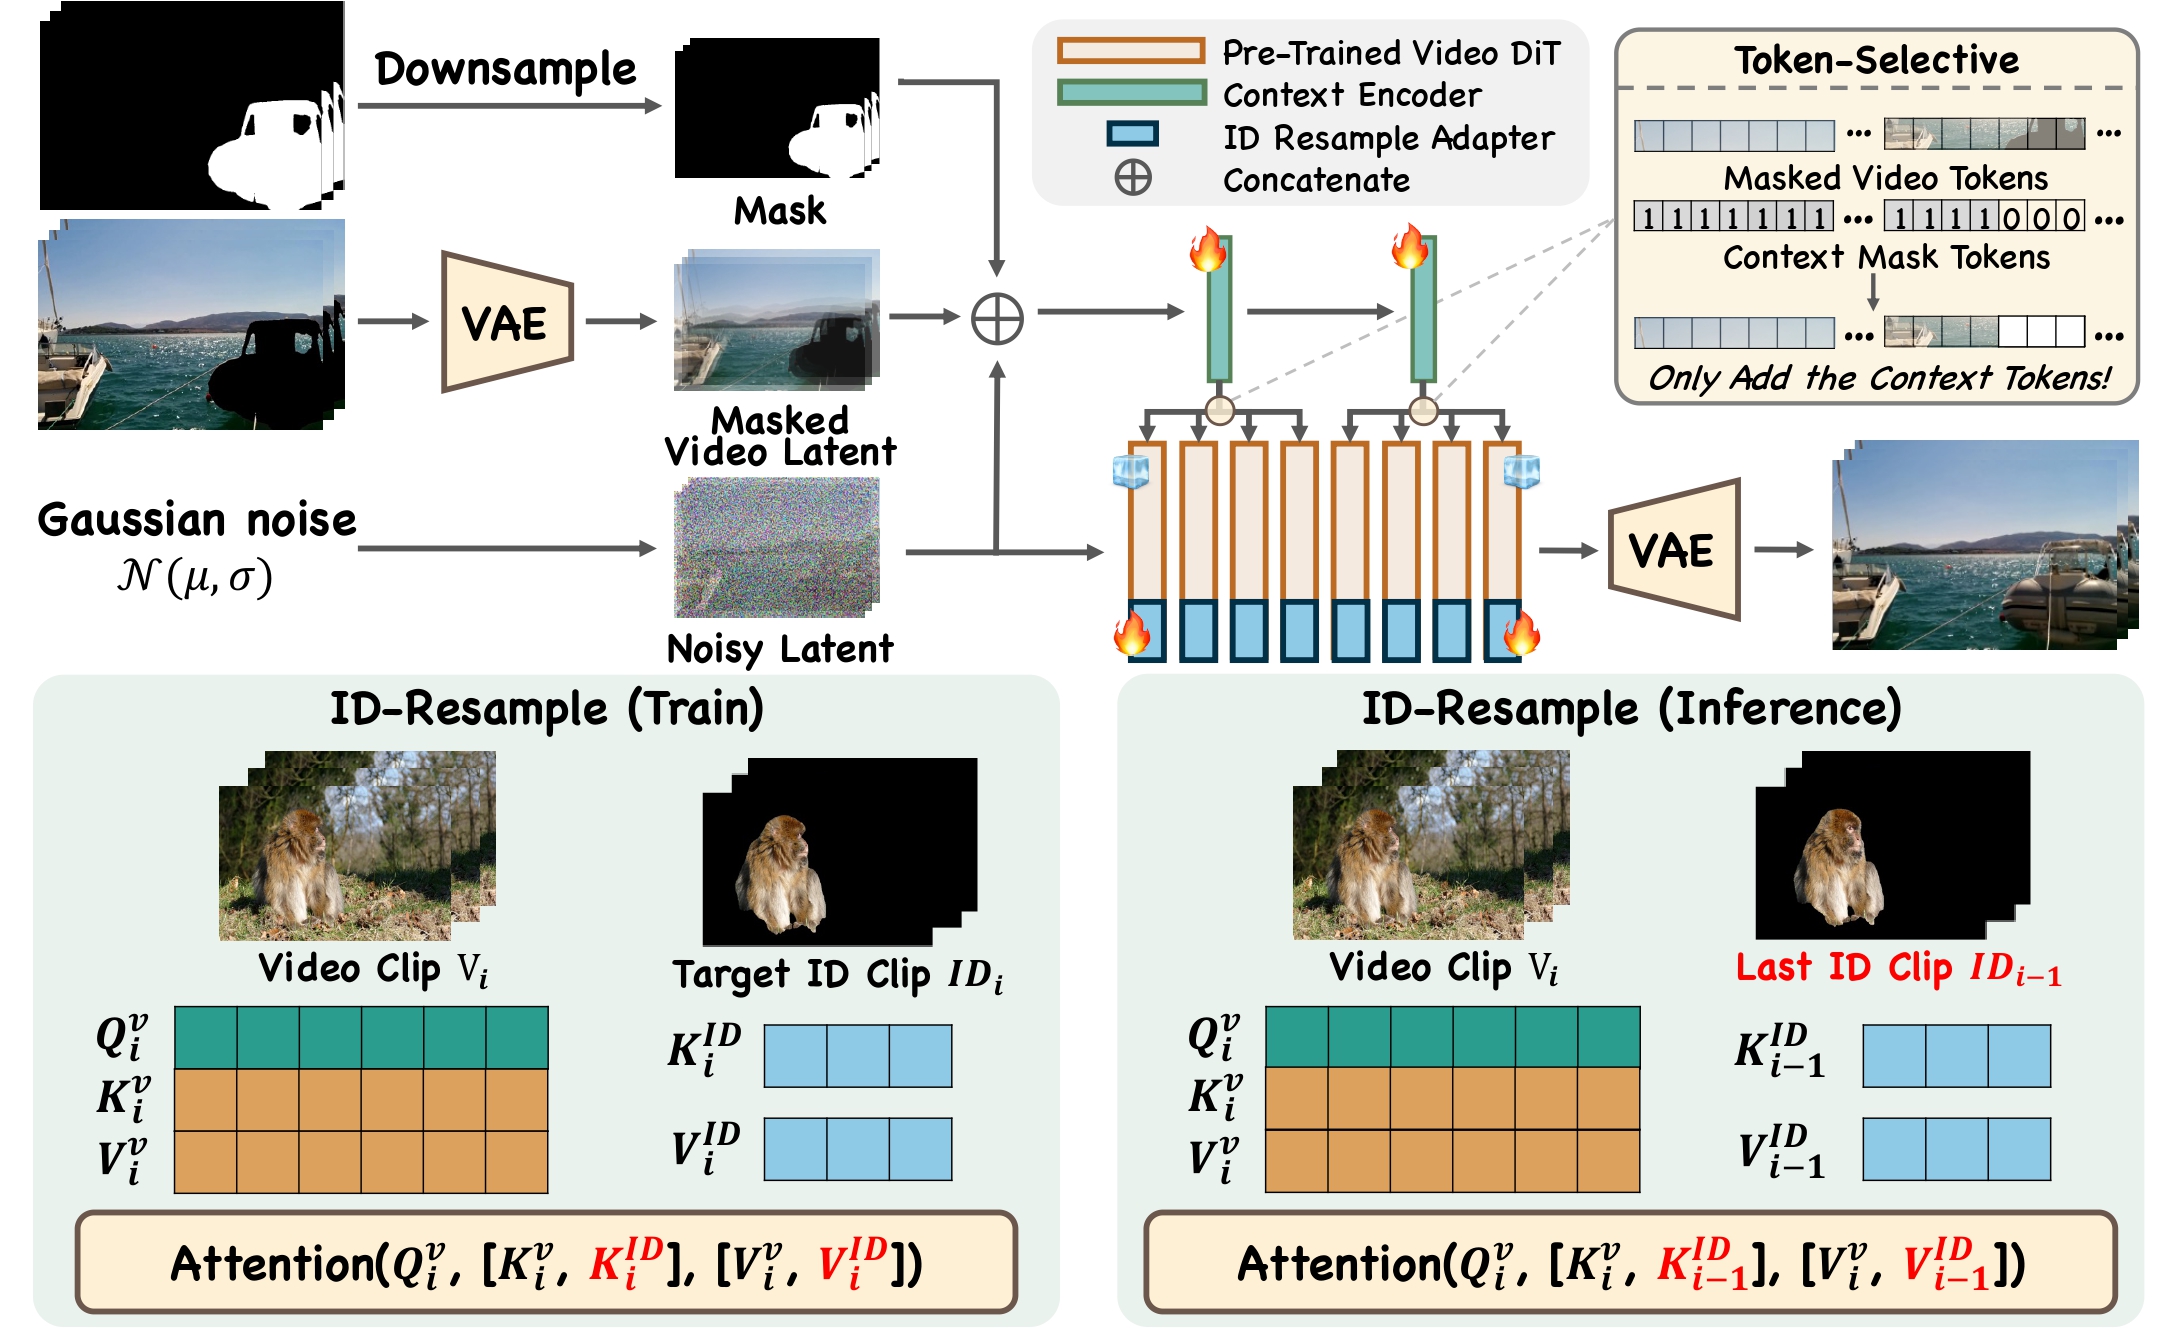 Downsample
Mask
VAE
Masked
Video Latent
Gaussian noise
𝒩(μ, σ)
Noisy Latent
Pre-Trained Video DiT
Context Encoder
ID Resample Adapter
Concatenate
Token-Selective
... ...
Masked Video Tokens
1 1 1 1 1 1 1 ... 1 1 1 1 0 0 0 ...
Context Mask Tokens
... ...
Only Add the Context Tokens!
VAE
ID-Resample (Train)
Video Clip V_i
Target ID Clip ID_i
Q_i^v
K_i^v
V_i^v
K_i^{ID}
V_i^{ID}
Attention(Q_i^v, [K_i^v, K_i^{ID}], [V_i^v, V_i^{ID}])
ID-Resample (Inference)
Video Clip V_i
Last ID Clip ID_{i-1}
Q_i^v
K_i^v
V_i^v
K_{i-1}^{ID}
V_{i-1}^{ID}
Attention(Q_i^v, [K_i^v, K_{i-1}^{ID}], [V_i^v, V_{i-1}^{ID}])